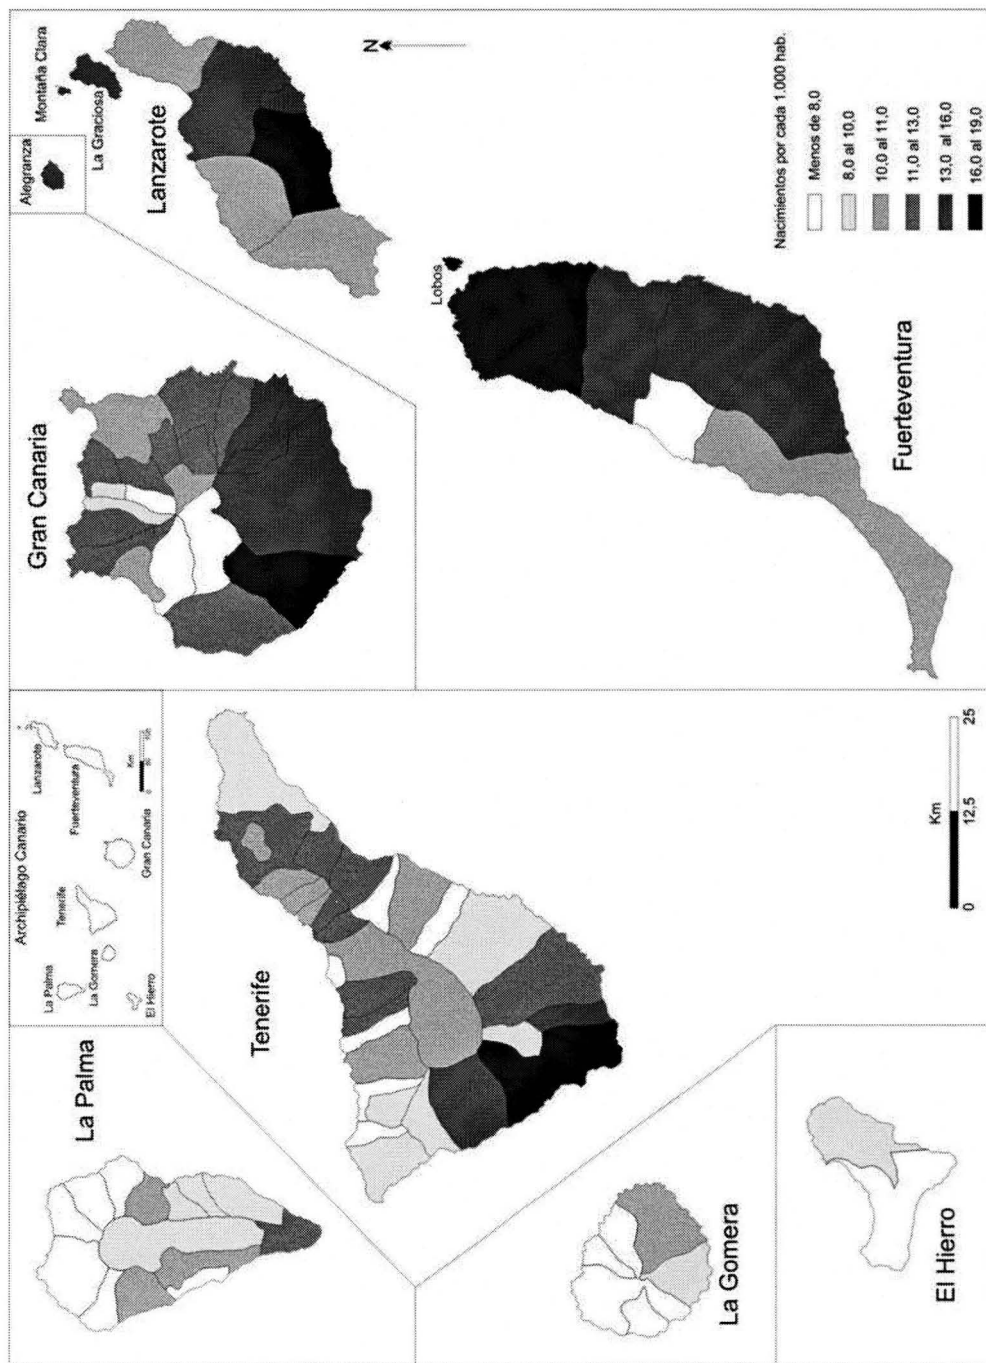 La Palma
Archipiélago Canario
La Palma
Tenerife
Lanzarote
La Gomera
Fuerteventura
El Hierro
Gran Canaria
Km
0 50 100
Gran Canaria
Alegranza
Montaña Clara
La Graciosa
Lanzarote
N
Tenerife
Lobos
La Gomera
El Hierro
Km
0 12,5 25
Fuerteventura
Nacimientos por cada 1.000 hab.
Menos de 8,0
8,0 al 10,0
10,0 al 11,0
11,0 al 13,0
13,0 al 16,0
16,0 al 19,0